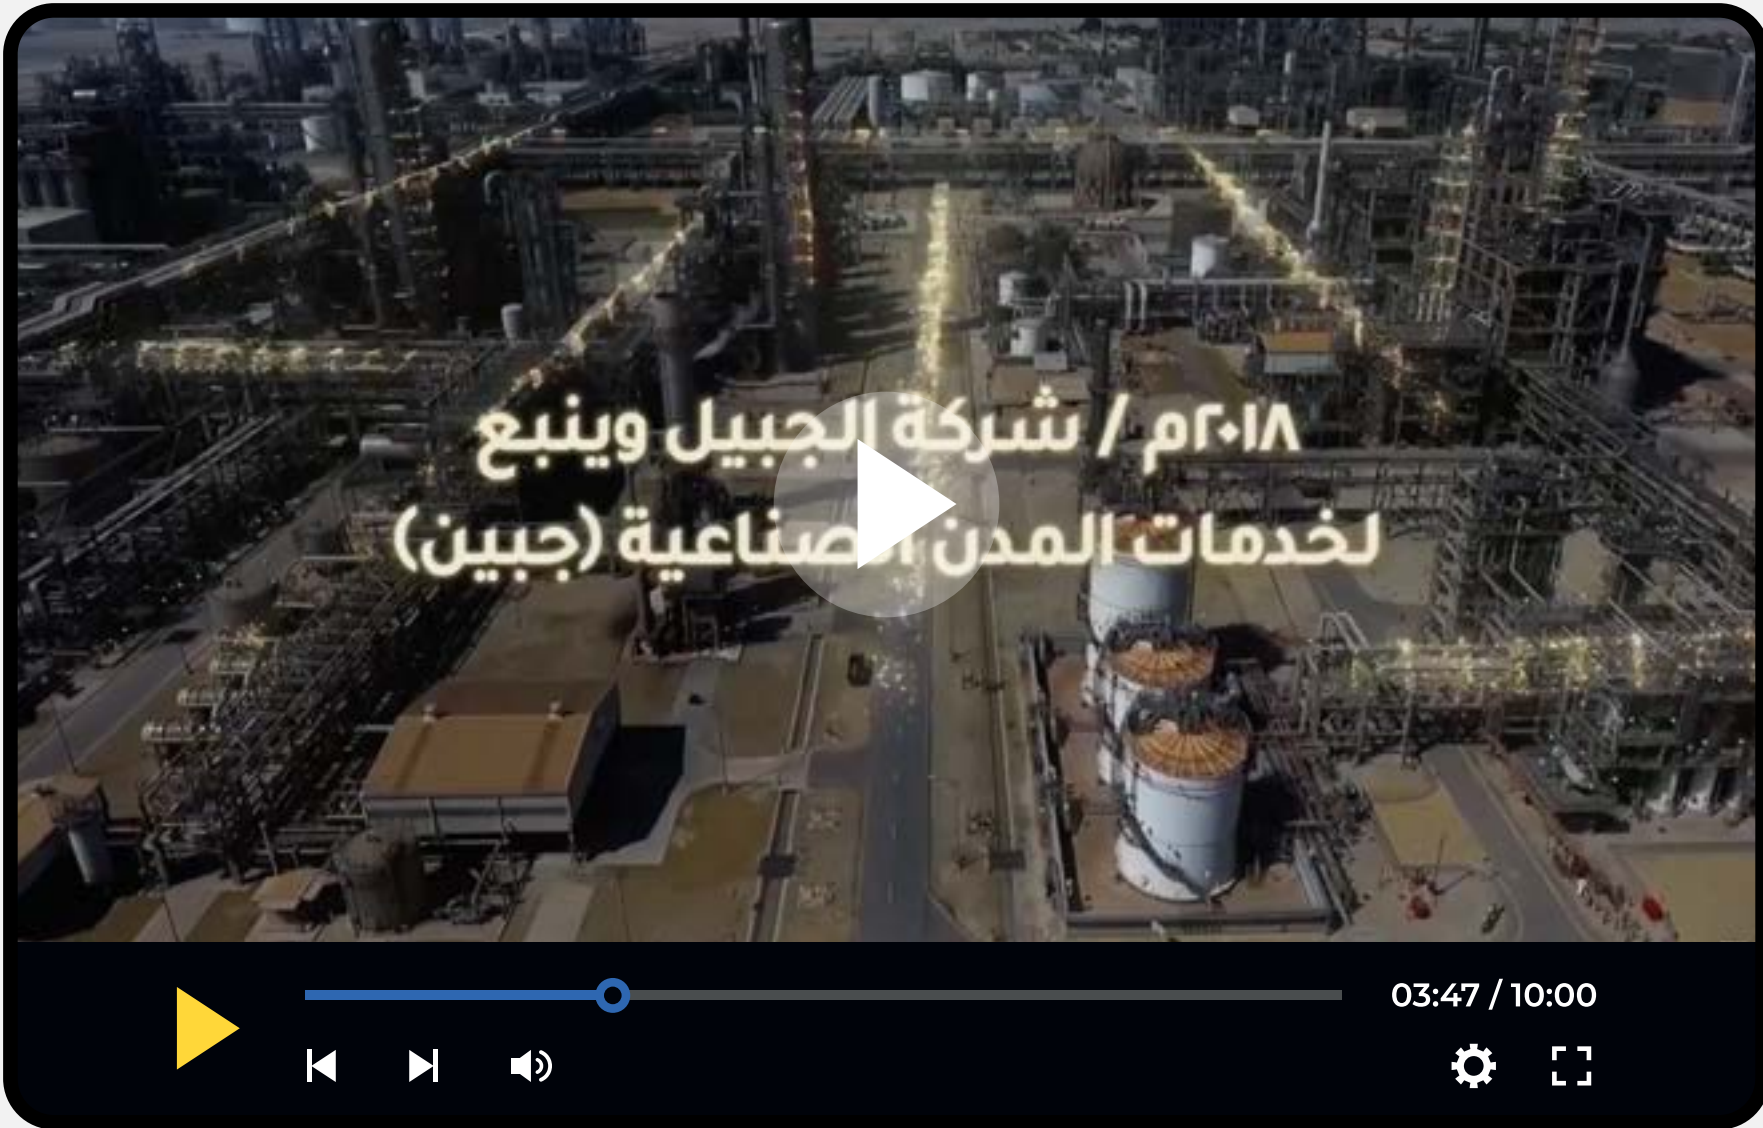 ٢٠١٨م / شركة الجبيل وينبع
لخدمات المدن الصناعية (جبين)
03:47 / 10:00